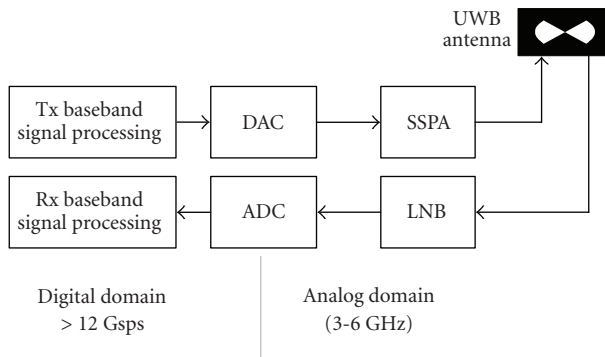 UWB
antenna
Tx baseband
signal processing
DAC
SSPA
Rx baseband
signal processing
ADC
LNB
Digital domain
> 12 Gsps
Analog domain
(3-6 GHz)